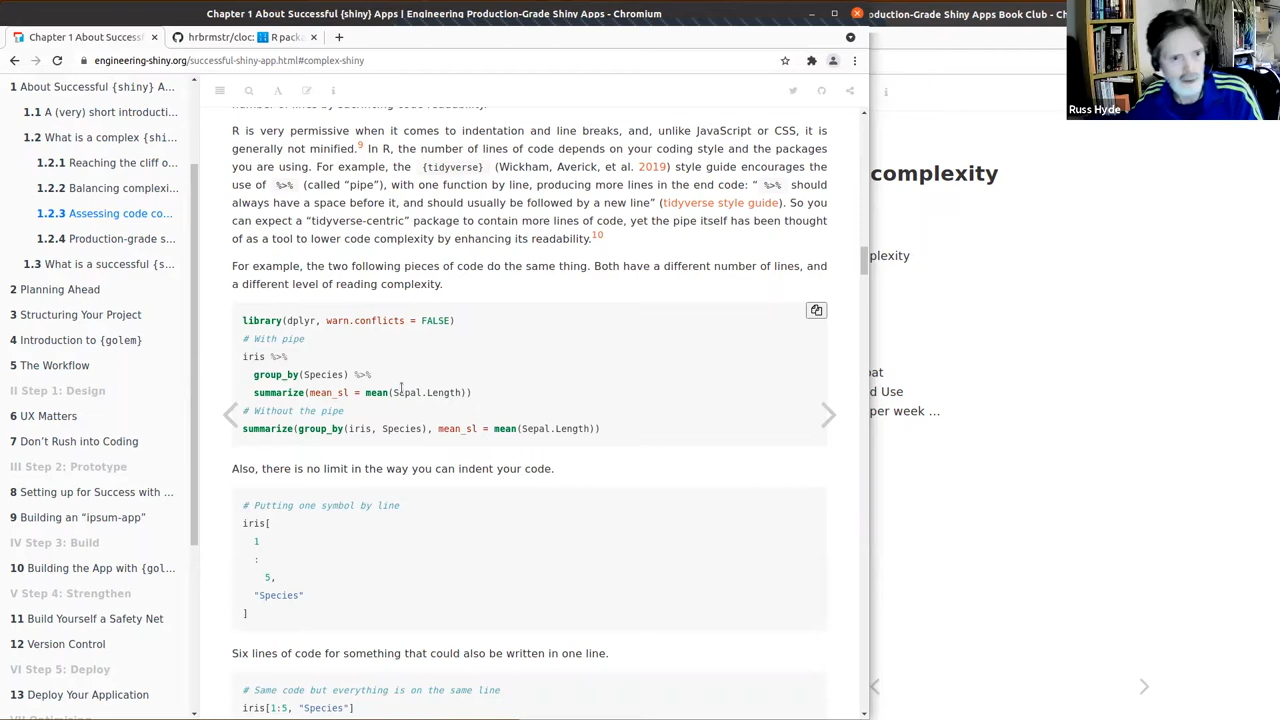 Chapter 1 About Successful {shiny} Apps | Engineering Production-Grade Shiny Apps - Chromium
oduction-Grade Shiny Apps Book Club - Ch
Chapter 1 About Successf
hrbrmstr/cloc: R packa
engineering-shiny.org/successful-shiny-app.html#complex-shiny
Russ Hyde
1 About Successful {shiny} A...
1.1 A (very) short introducti...
1.2 What is a complex {shi...
1.2.1 Reaching the cliff o...
1.2.2 Balancing complexi...
1.2.3 Assessing code co...
1.2.4 Production-grade s...
1.3 What is a successful {s...
2 Planning Ahead
3 Structuring Your Project
4 Introduction to {golem}
5 The Workflow
II Step 1: Design
6 UX Matters
7 Don't Rush into Coding
III Step 2: Prototype
8 Setting up for Success with ...
9 Building an “ipsum-app”
IV Step 3: Build
10 Building the App with {gol...
V Step 4: Strengthen
11 Build Yourself a Safety Net
12 Version Control
VI Step 5: Deploy
13 Deploy Your Application
VII Optimizing
number of lines by sacrificing code readability.
R is very permissive when it comes to indentation and line breaks, and, unlike JavaScript or CSS, it is
generally not minified.9 In R, the number of lines of code depends on your coding style and the packages
you are using. For example, the {tidyverse} (Wickham, Averick, et al. 2019) style guide encourages the
use of %>% (called “pipe”), with one function by line, producing more lines in the end code: “ %>% should
always have a space before it, and should usually be followed by a new line” (tidyverse style guide). So you
can expect a “tidyverse-centric” package to contain more lines of code, yet the pipe itself has been thought
of as a tool to lower code complexity by enhancing its readability.10
For example, the two following pieces of code do the same thing. Both have a different number of lines, and
a different level of reading complexity.
library(dplyr, warn.conflicts = FALSE)
# With pipe
iris %>%
group_by(Species) %>%
summarize(mean_sl = mean(Sepal.Length))
# Without the pipe
summarize(group_by(iris, Species), mean_sl = mean(Sepal.Length))
Also, there is no limit in the way you can indent your code.
# Putting one symbol by line
iris[
1
:
5,
"Species"
]
Six lines of code for something that could also be written in one line.
# Same code but everything is on the same line
iris[1:5, "Species"]
complexity
plexity
oat
d Use
per week ...